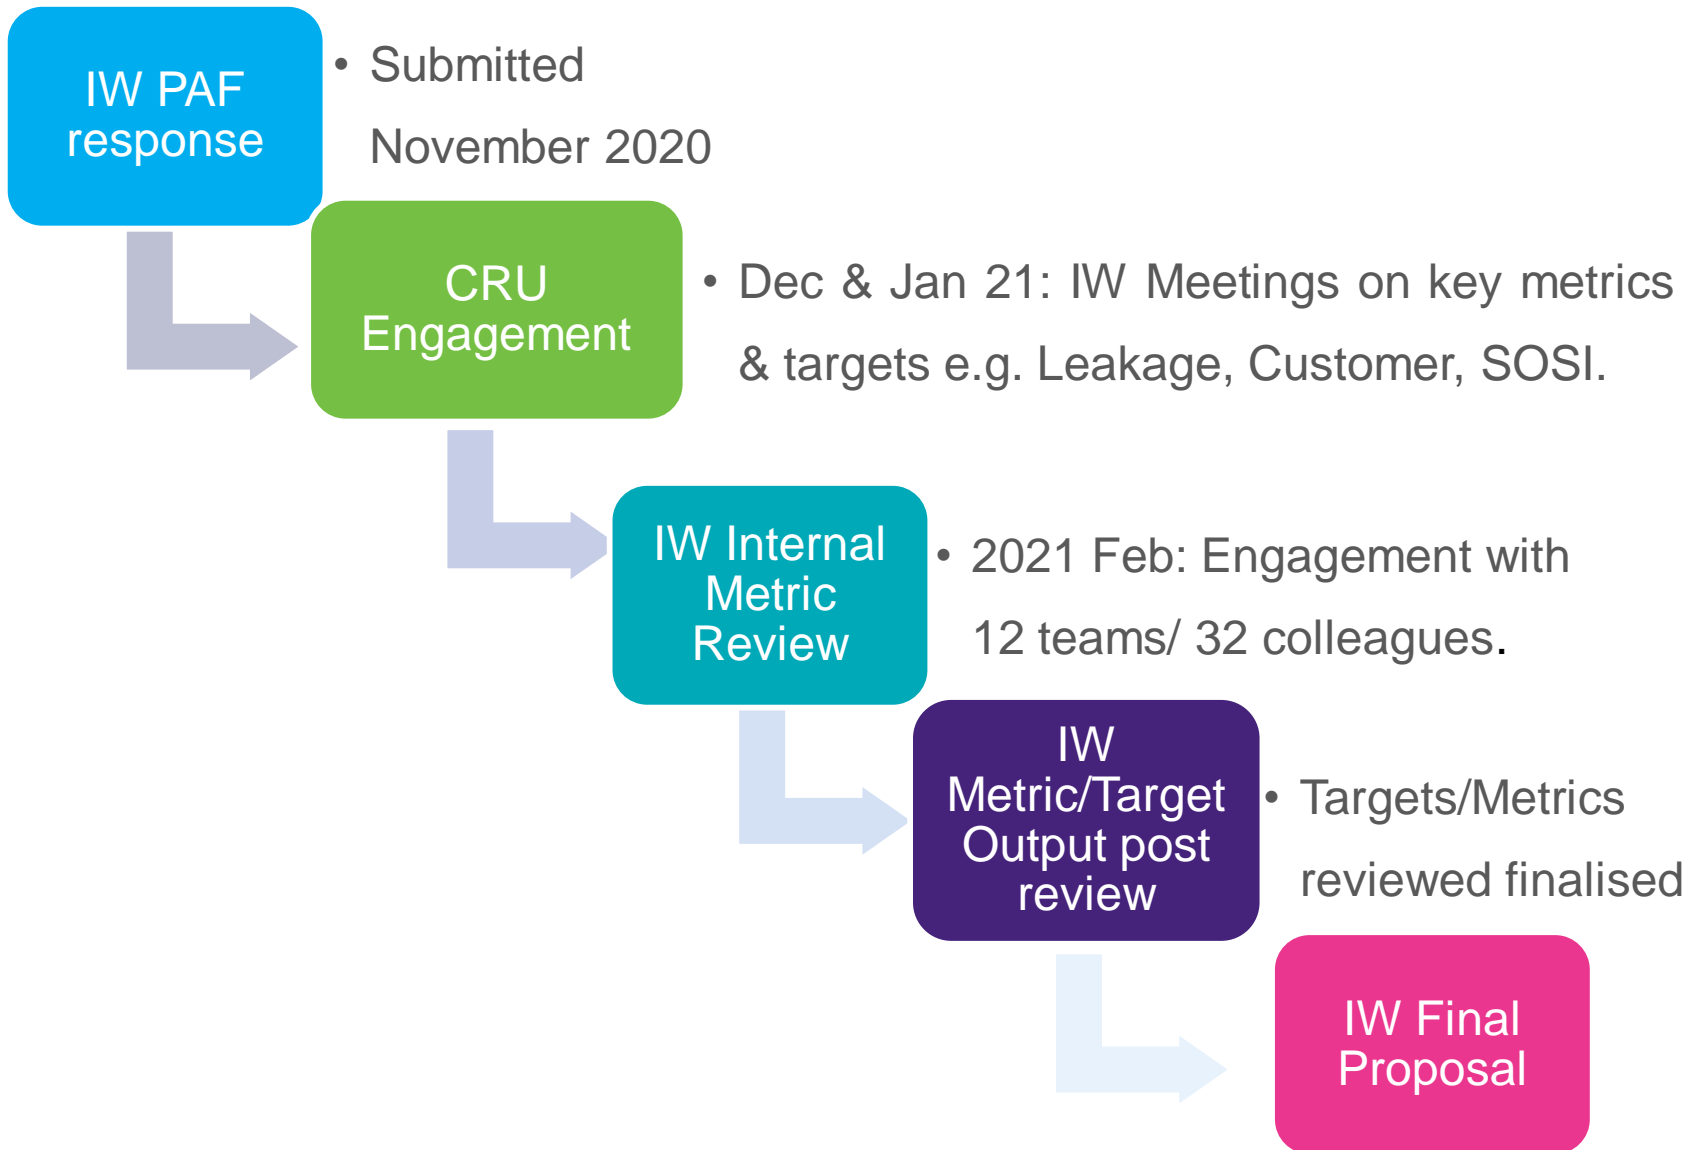 IW PAF
response
• Submitted
November 2020
CRU
Engagement
• Dec & Jan 21: IW Meetings on key metrics
& targets e.g. Leakage, Customer, SOSI.
IW Internal
Metric
Review
• 2021 Feb: Engagement with
12 teams/ 32 colleagues.
IW
Metric/Target
Output post
review
• Targets/Metrics
reviewed finalised
IW Final
Proposal